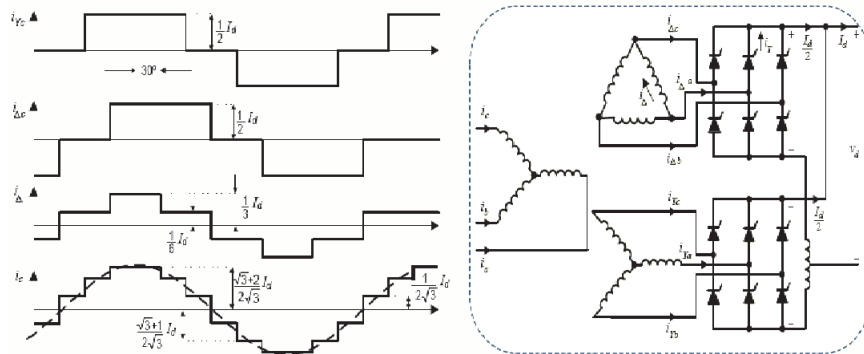 i_Yc
1/2 I_d
30°
i_Δc
1/2 I_d
i_Δ
1/3 I_d
1/6 I_d
i_c
√3+2/2√3 I_d
1/2√3 I_d
√3+1/2√3 I_d
i_Δc
i_T
+
I_d/2
I_d
+
i_Δ
i_Δa
i_c
i_Δb
v_d
i_b
i_Yc
I_d/2
i_Ya
i_a
i_Yb